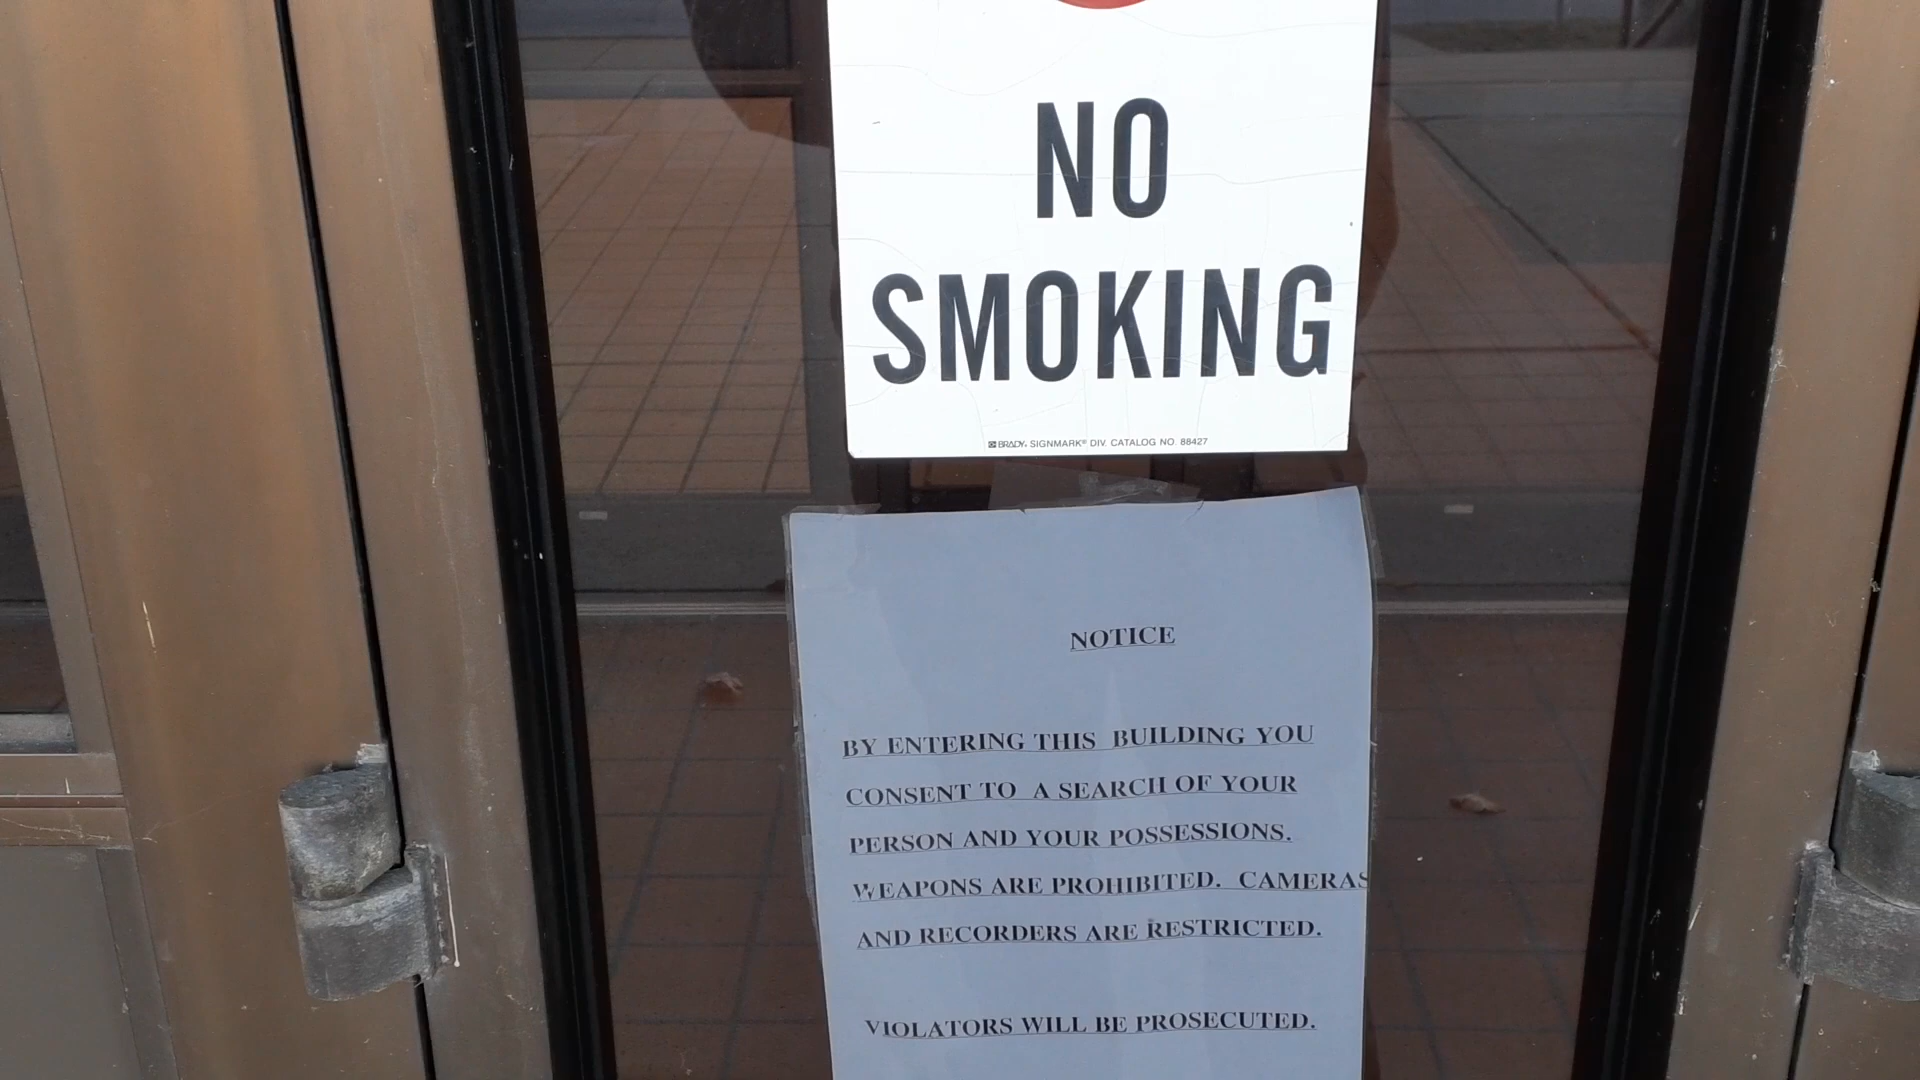 NO
SMOKING
BRADY SIGNMARK® DIV. CATALOG NO. 88427
NOTICE
BY ENTERING THIS BUILDING YOU
CONSENT TO A SEARCH OF YOUR
PERSON AND YOUR POSSESSIONS.
WEAPONS ARE PROHIBITED. CAMERAS
AND RECORDERS ARE RESTRICTED.
VIOLATORS WILL BE PROSECUTED.